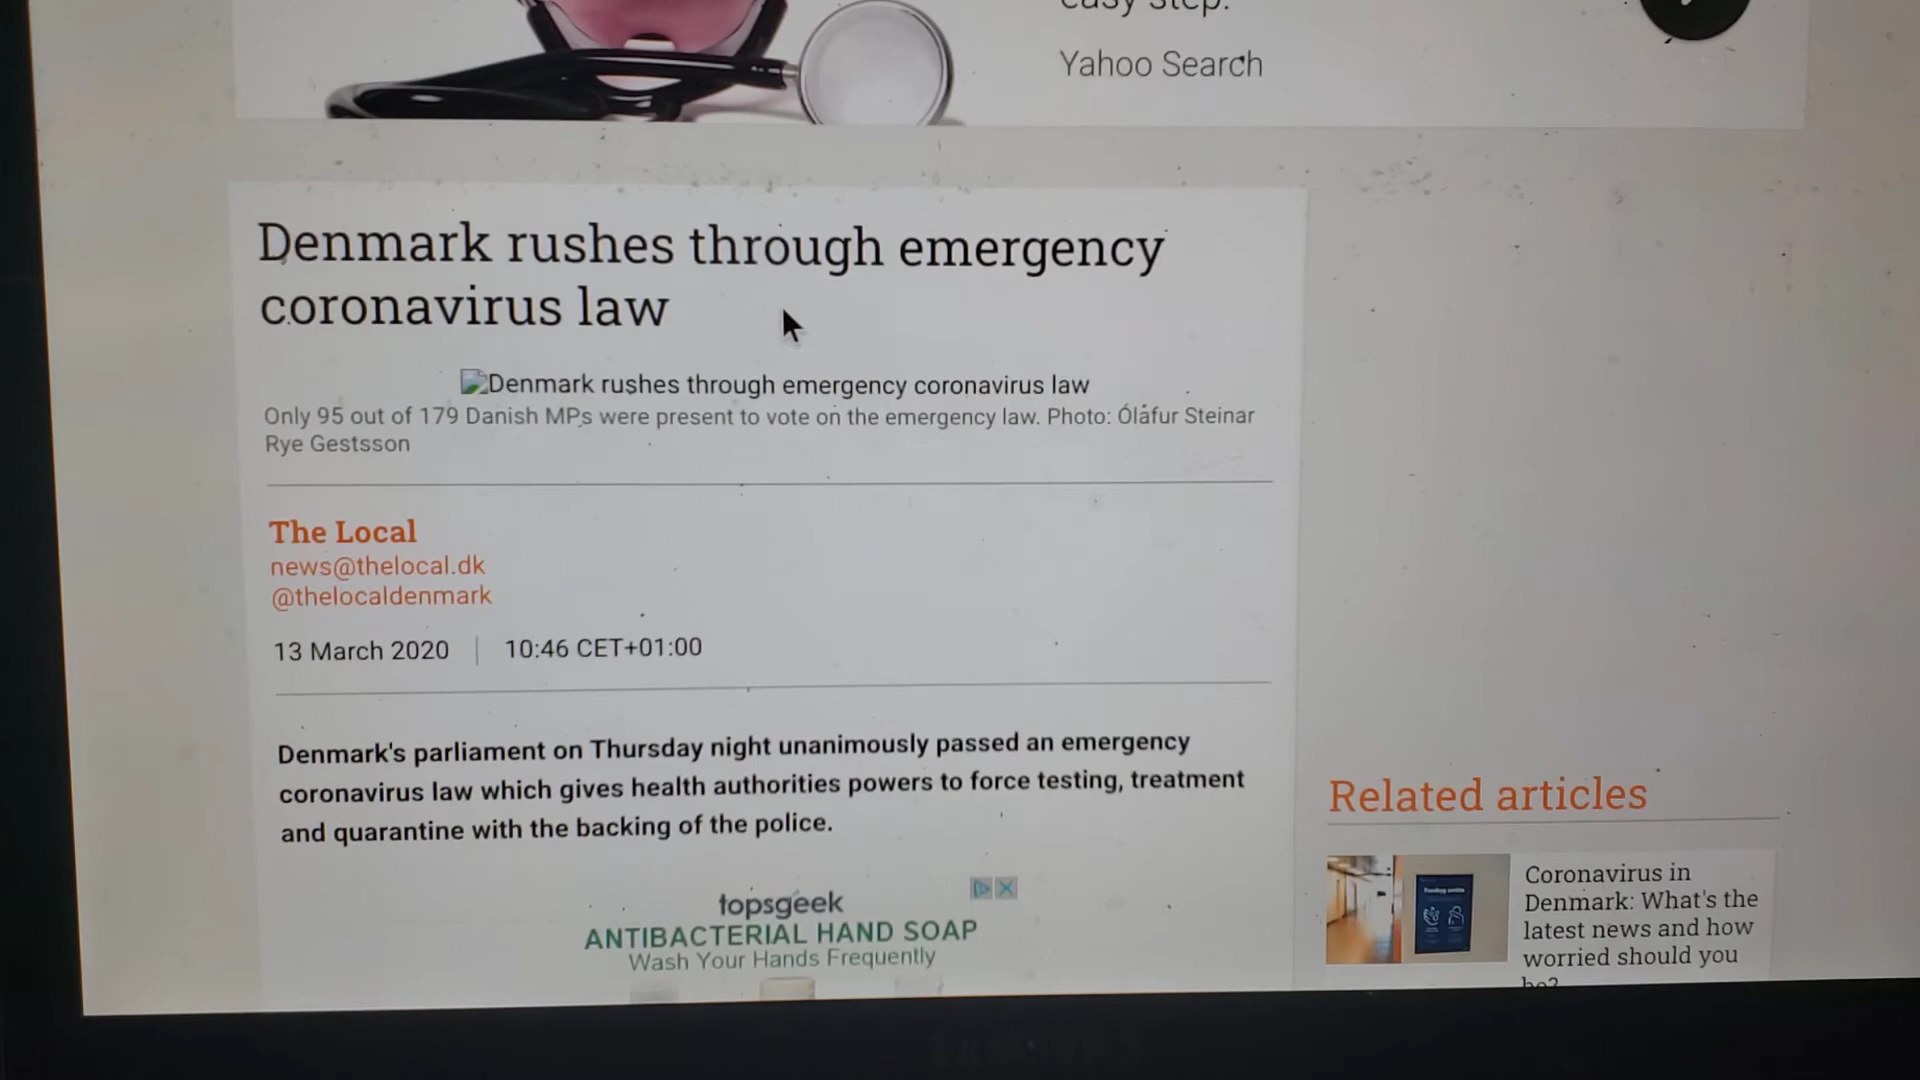 easy step.
Yahoo Search
Denmark rushes through emergency
coronavirus law
Denmark rushes through emergency coronavirus law
Only 95 out of 179 Danish MPs were present to vote on the emergency law. Photo: Óláfur Steinar
Rye Gestsson
The Local
news@thelocal.dk
@thelocaldenmark
13 March 2020 | 10:46 CET+01:00
Denmark's parliament on Thursday night unanimously passed an emergency
coronavirus law which gives health authorities powers to force testing, treatment
and quarantine with the backing of the police.
topsgeek
ANTIBACTERIAL HAND SOAP
Wash Your Hands Frequently
Related articles
Coronavirus in
Denmark: What's the
latest news and how
worried should you
be?